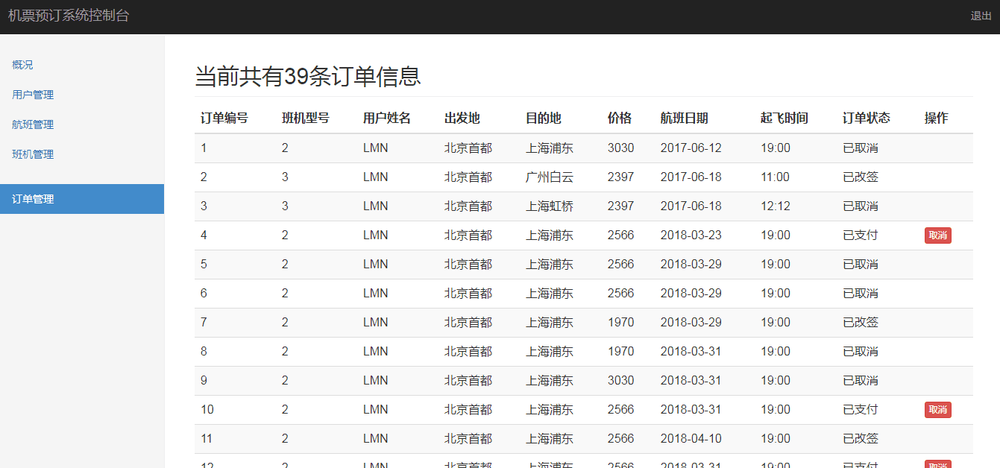 机票预订系统控制台 退出
概况
用户管理
航班管理
班机管理
订单管理
当前共有39条订单信息
订单编号 班机型号 用户姓名 出发地 目的地 价格 航班日期 起飞时间 订单状态 操作
1 2 LMN 北京首都 上海浦东 3030 2017-06-12 19:00 已取消
2 3 LMN 北京首都 广州白云 2397 2017-06-18 11:00 已改签
3 3 LMN 北京首都 上海虹桥 2397 2017-06-18 12:12 已取消
4 2 LMN 北京首都 上海浦东 2566 2018-03-23 19:00 已支付 取消
5 2 LMN 北京首都 上海浦东 2566 2018-03-29 19:00 已取消
6 2 LMN 北京首都 上海浦东 2566 2018-03-29 19:00 已取消
7 2 LMN 北京首都 上海浦东 1970 2018-03-29 19:00 已改签
8 2 LMN 北京首都 上海浦东 1970 2018-03-31 19:00 已取消
9 2 LMN 北京首都 上海浦东 3030 2018-03-31 19:00 已取消
10 2 LMN 北京首都 上海浦东 2566 2018-03-31 19:00 已支付 取消
11 2 LMN 北京首都 上海浦东 2566 2018-04-10 19:00 已改签
12 2 LMN 北京首都 上海浦东 2566 2018-03-31 19:00 已支付 取消